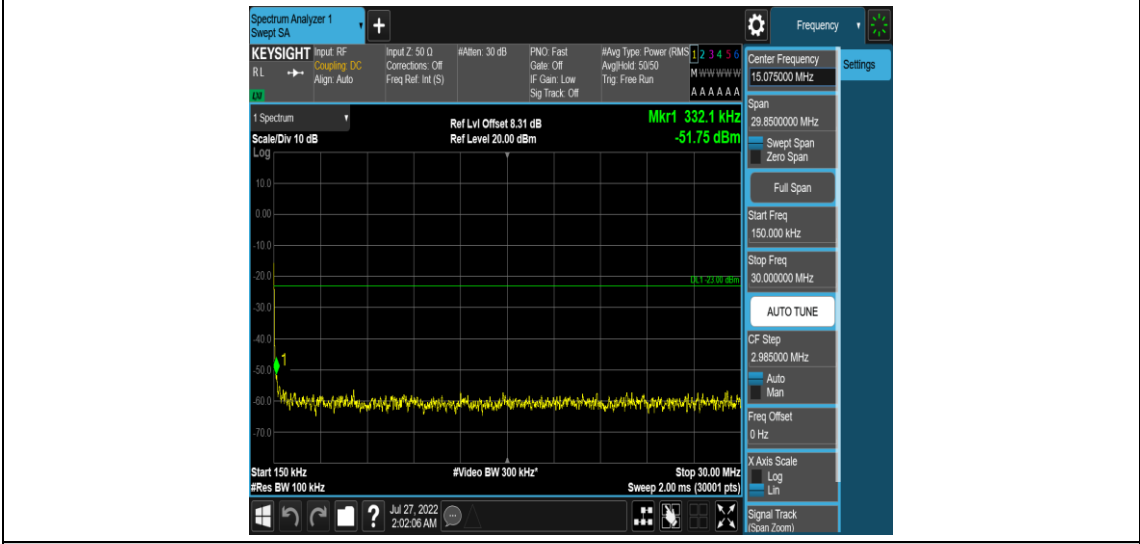 Spectrum Analyzer 1
Swept SA
+
Frequency
KEYSIGHT
RL
LXI
Input: RF
Coupling: DC
Align: Auto
Input Z: 50 Ω
Corrections: Off
Freq Ref: Int (S)
#Atten: 30 dB
PNO: Fast
Gate: Off
IF Gain: Low
Sig Track: Off
#Avg Type: Power (RMS
Avg|Hold: 50/50
Trig: Free Run
1 2 3 4 5 6
M W W W W W
A A A A A A
1 Spectrum
Scale/Div 10 dB
Ref Lvl Offset 8.31 dB
Ref Level 20.00 dBm
Mkr1 332.1 kHz
-51.75 dBm
Log
10.0
0.00
-10.0
-20.0
DL1 -23.00 dBm
-30.0
-40.0
1
-50.0
-60.0
-70.0
Start 150 kHz
#Res BW 100 kHz
#Video BW 300 kHz*
Stop 30.00 MHz
Sweep 2.00 ms (30001 pts)
?
Jul 27, 2022
2:02:06 AM
Center Frequency
15.075000 MHz
Settings
Span
29.8500000 MHz
Swept Span
Zero Span
Full Span
Start Freq
150.000 kHz
Stop Freq
30.000000 MHz
AUTO TUNE
CF Step
2.985000 MHz
Auto
Man
Freq Offset
0 Hz
X Axis Scale
Log
Lin
Signal Track
(Span Zoom)